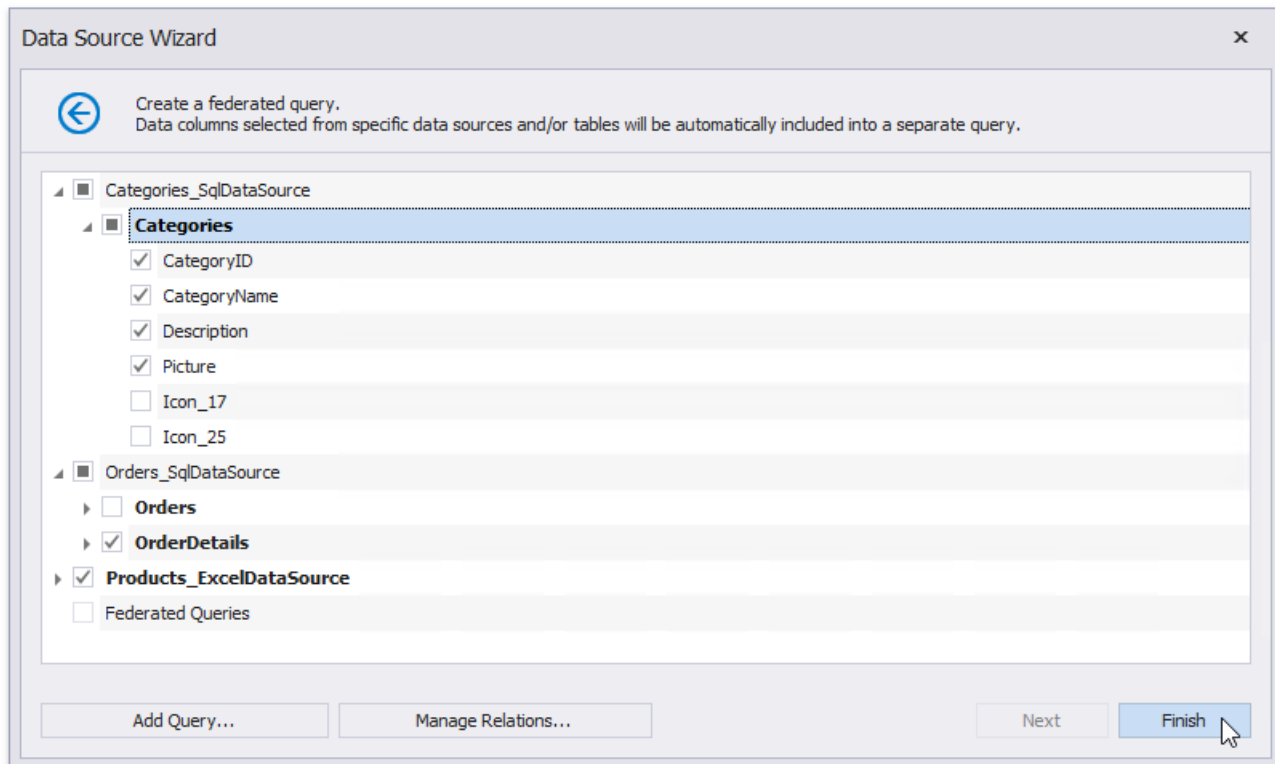 Data Source Wizard
Create a federated query.
Data columns selected from specific data sources and/or tables will be automatically included into a separate query.
Categories_SqlDataSource
Categories
CategoryID
CategoryName
Description
Picture
Icon_17
Icon_25
Orders_SqlDataSource
Orders
OrderDetails
Products_ExcelDataSource
Federated Queries
Add Query... Manage Relations... Next Finish